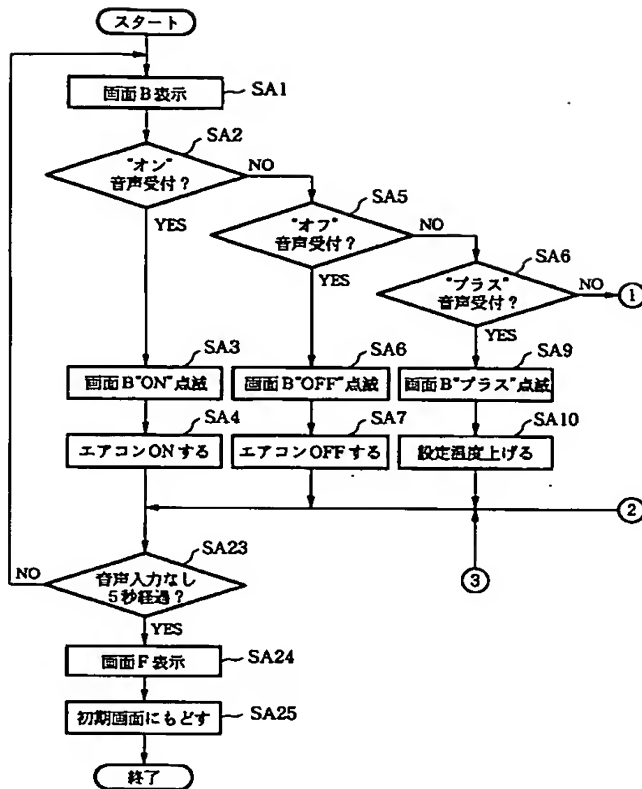 スタート
画面B表示
SA1
SA2
"オン"
音声受付?
NO
YES
SA5
"オフ"
音声受付?
NO
YES
SA6
"プラス"
音声受付?
NO
①
YES
SA3
画面B"ON"点滅
SA6
画面B"OFF"点滅
SA9
画面B"プラス"点滅
SA4
エアコンONする
SA7
エアコンOFFする
SA10
設定温度上げる
②
③
SA23
音声入力なし
5秒経過?
NO
YES
画面F表示
SA24
初期画面にもどす
SA25
終了